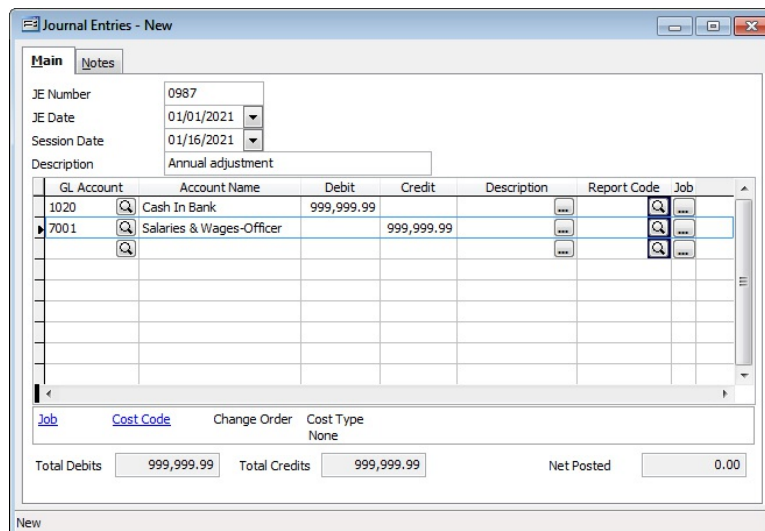 Journal Entries - New
Main Notes
JE Number 0987
JE Date 01/01/2021
Session Date 01/16/2021
Description Annual adjustment
GL Account Account Name Debit Credit Description Report Code Job
1020 Cash In Bank 999,999.99 ...
7001 Salaries & Wages-Officer 999,999.99 ...
Job Cost Code Change Order Cost Type
None
Total Debits 999,999.99 Total Credits 999,999.99 Net Posted 0.00
New